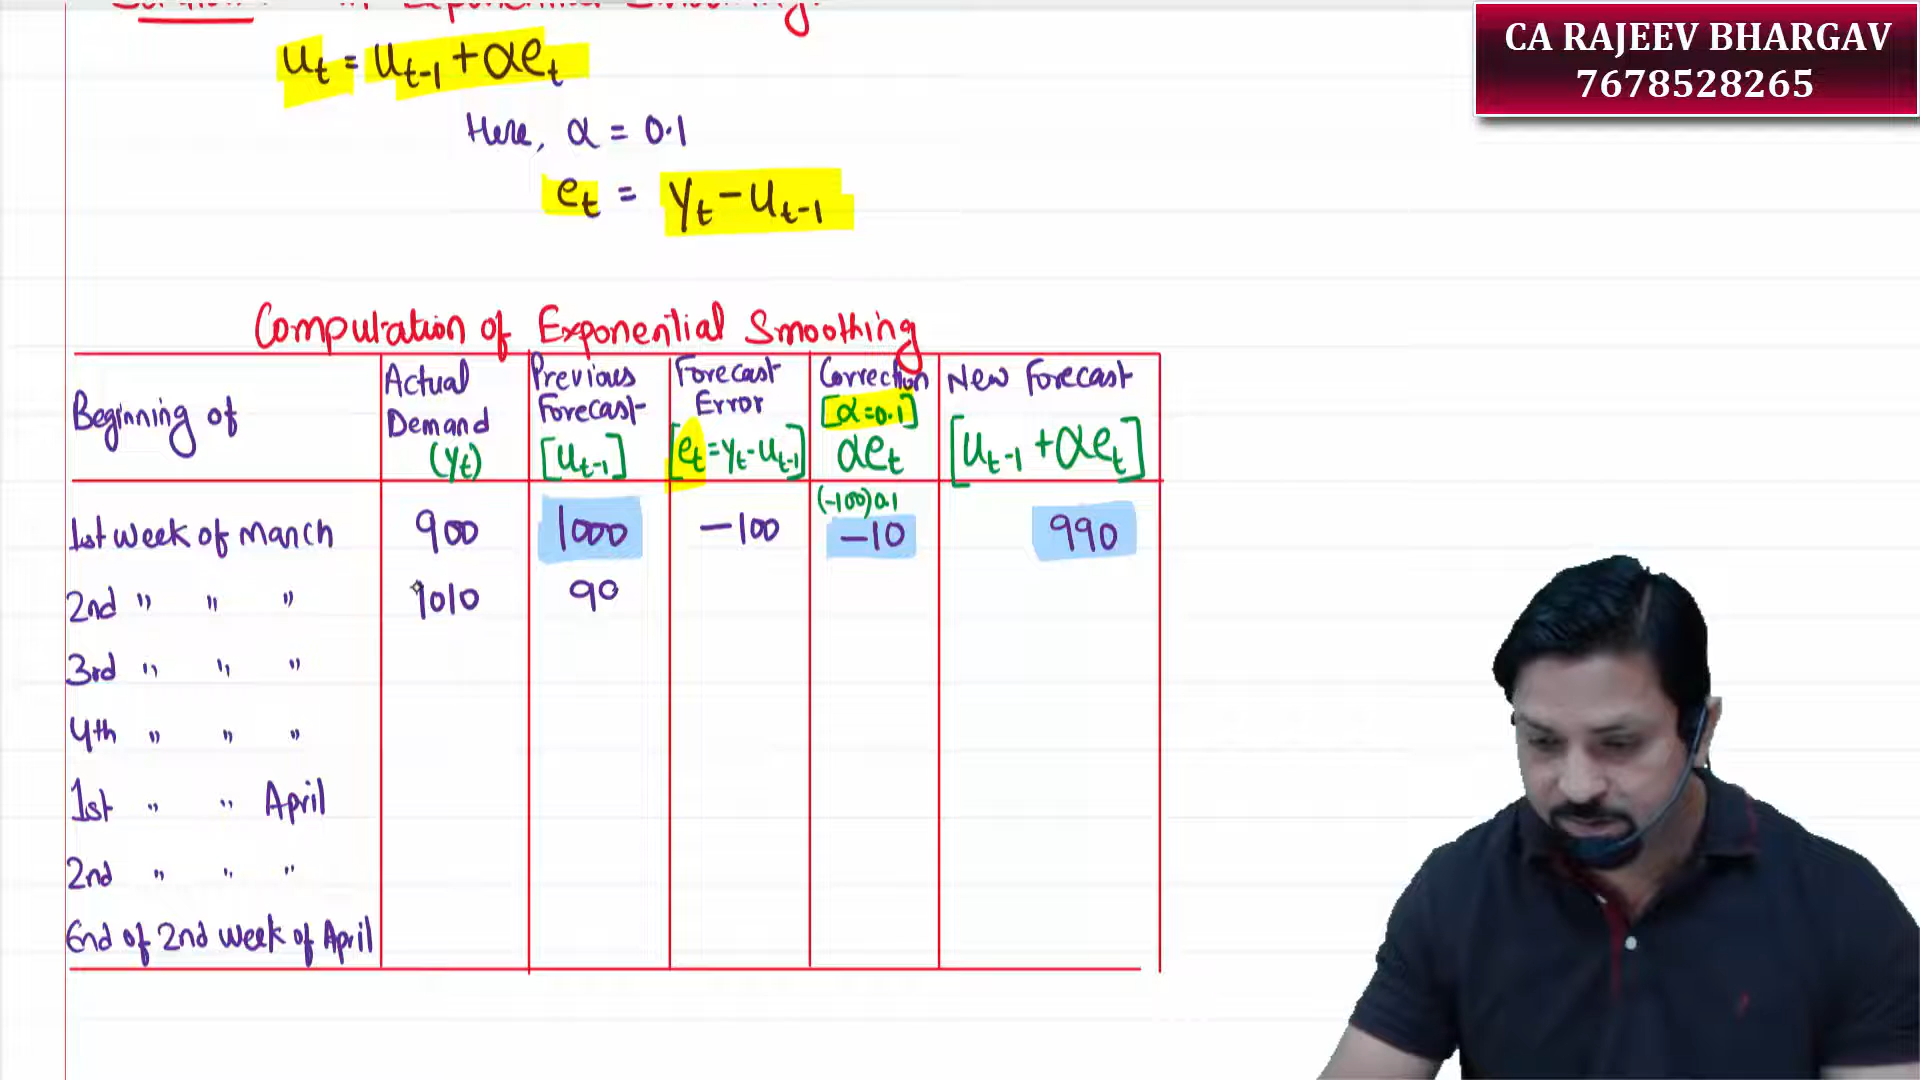 in Exponential Smoothing:
CA RAJEEV BHARGAV
7678528265
ut = ut-1 + αet
Here, α = 0.1
et = yt - ut-1
Computation of Exponential Smoothing
Beginning of | Actual Demand (yt) | Previous Forecast [ut-1] | Forecast Error [et = yt - ut-1] | Correction [α = 0.1] αet | New Forecast [ut-1 + αet]
(-100)0.1
1st week of March 900 1000 -100 -10 990
2nd " " " 1010 90
3rd " " "
4th " " "
1st " " April
2nd " " "
End of 2nd week of April